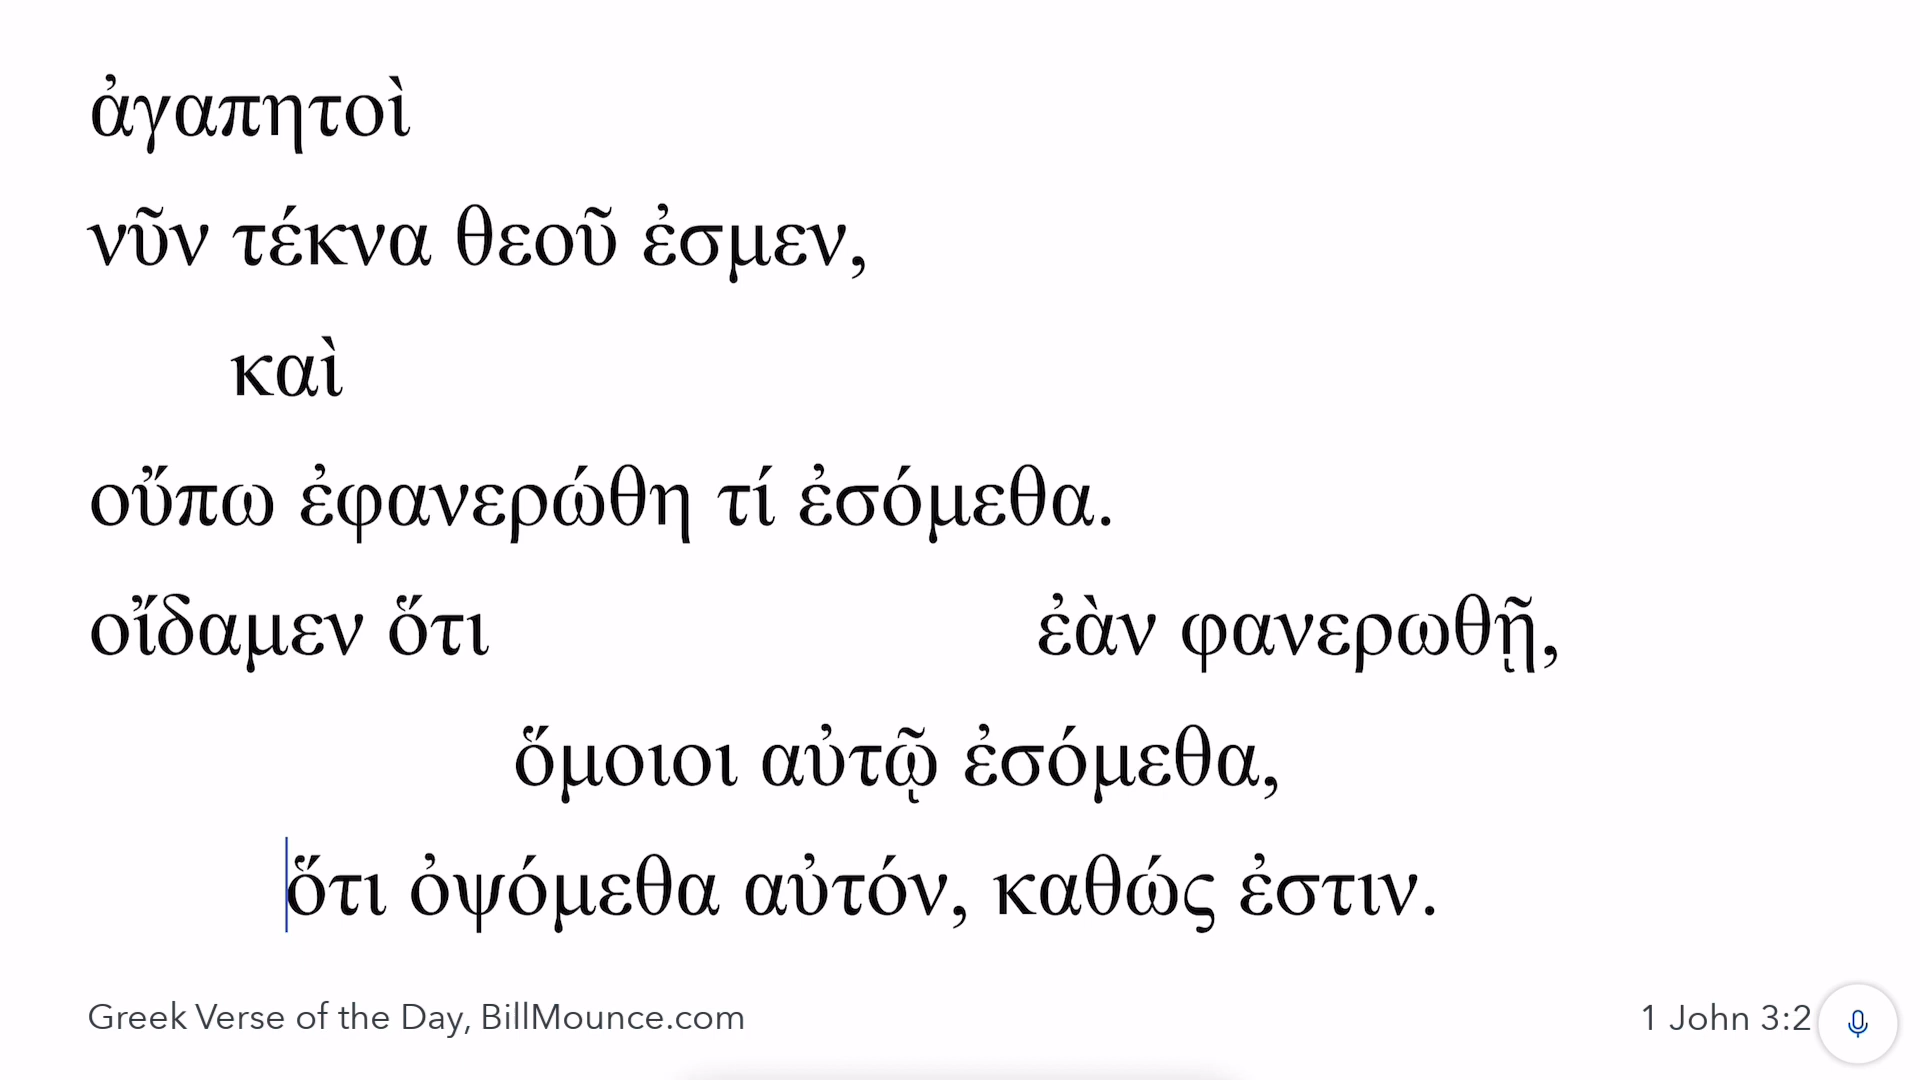 ἀγαπητοὶ
νῦν τέκνα θεοῦ ἐσμεν,
καὶ
οὔπω ἐφανερώθη τί ἐσόμεθα.
οἴδαμεν ὅτι ἐὰν φανερωθῇ,
ὅμοιοι αὐτῷ ἐσόμεθα,
ὅτι ὀψόμεθα αὐτόν, καθώς ἐστιν.
Greek Verse of the Day, BillMounce.com 1 John 3:2